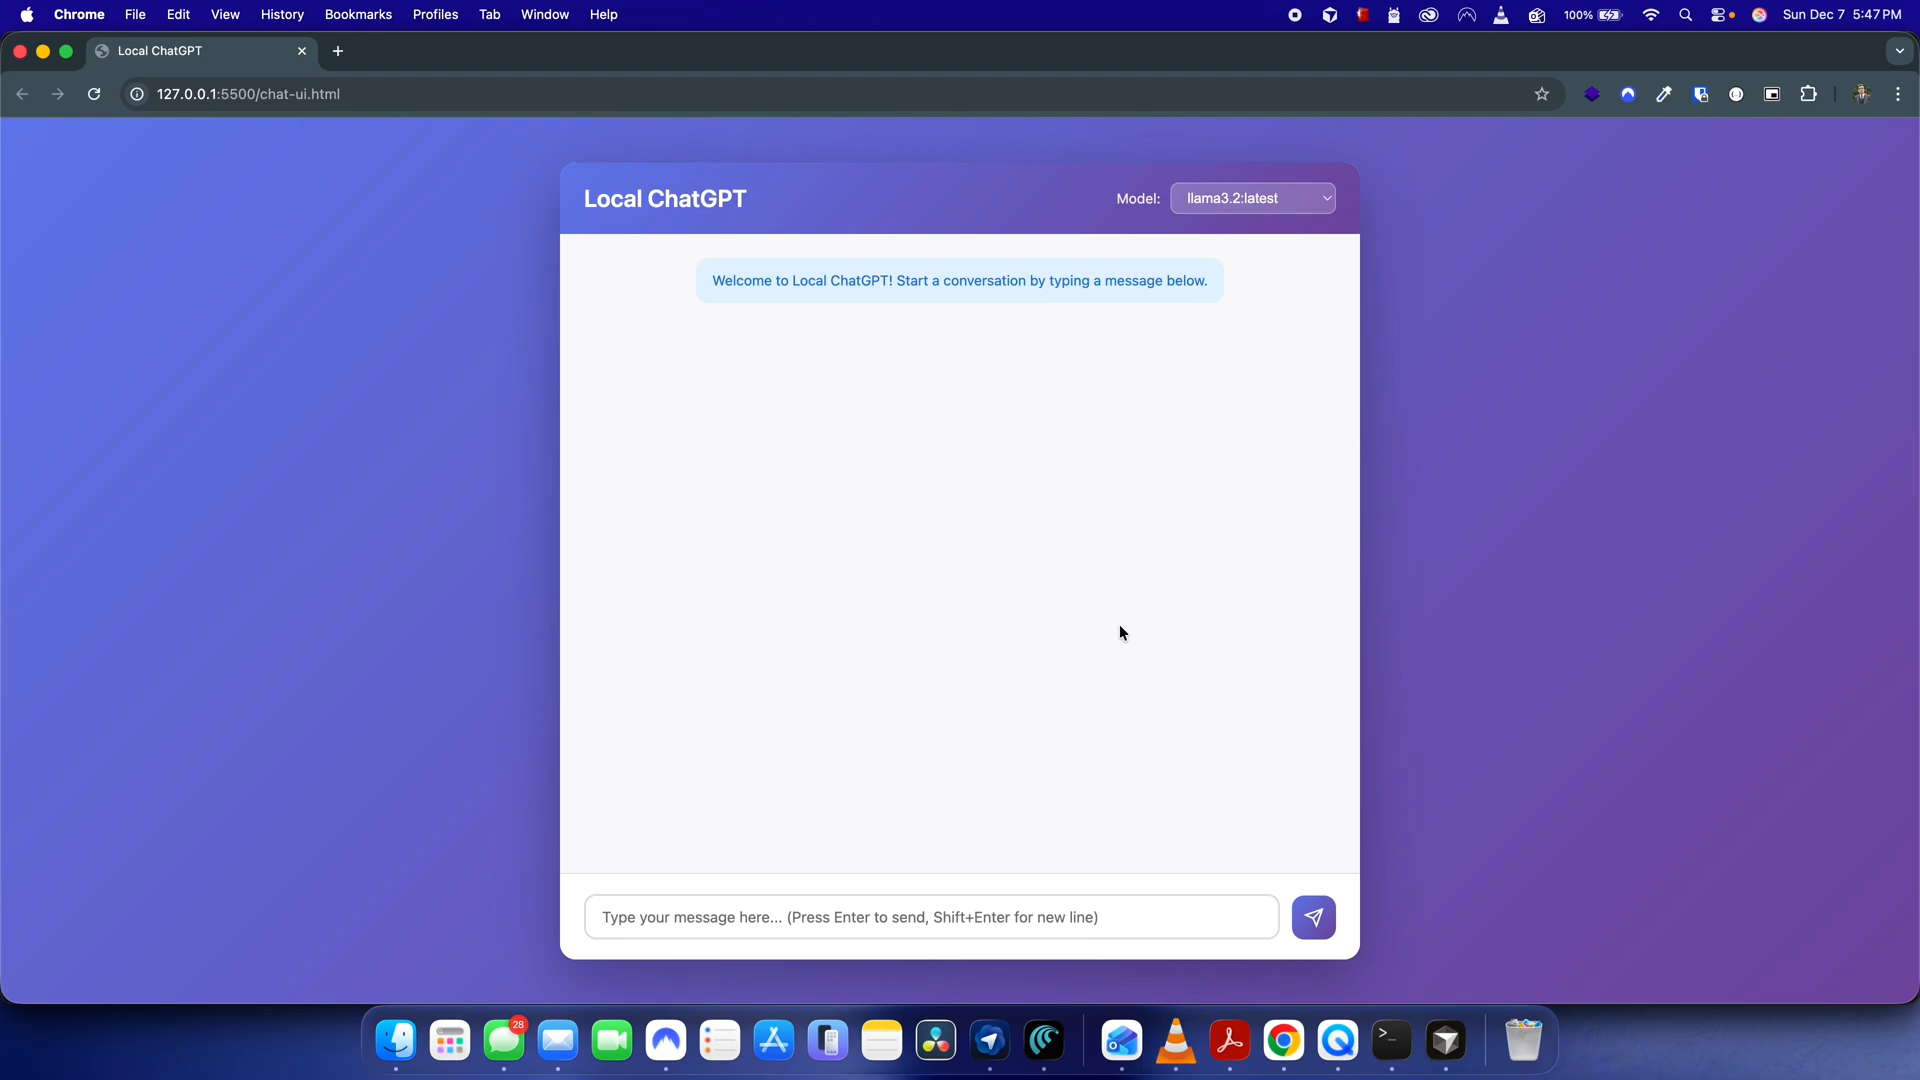 Chrome File Edit View History Bookmarks Profiles Tab Window Help 100% Sun Dec 7 5:47 PM
Local ChatGPT
127.0.0.1:5500/chat-ui.html
Local ChatGPT Model: llama3.2:latest
Welcome to Local ChatGPT! Start a conversation by typing a message below.
Type your message here... (Press Enter to send, Shift+Enter for new line)
28